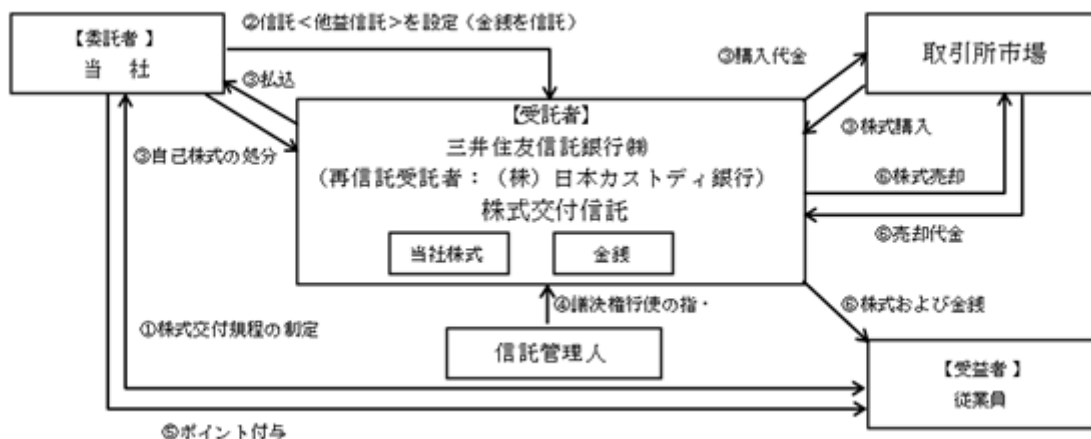 ②信託<他益信託>を設定（金銭を信託）
【委託者】
当　社
③購入代金
取引所市場
③払込
【受託者】
三井住友信託銀行㈱
（再信託受託者：（株）日本カストディ銀行）
株式交付信託
③株式購入
③自己株式の処分
⑥株式売却
⑥売却代金
当社株式
金銭
④議決権行使の指・
⑥株式および金銭
①株式交付規程の制定
信託管理人
【受益者】
従業員
⑤ポイント付与